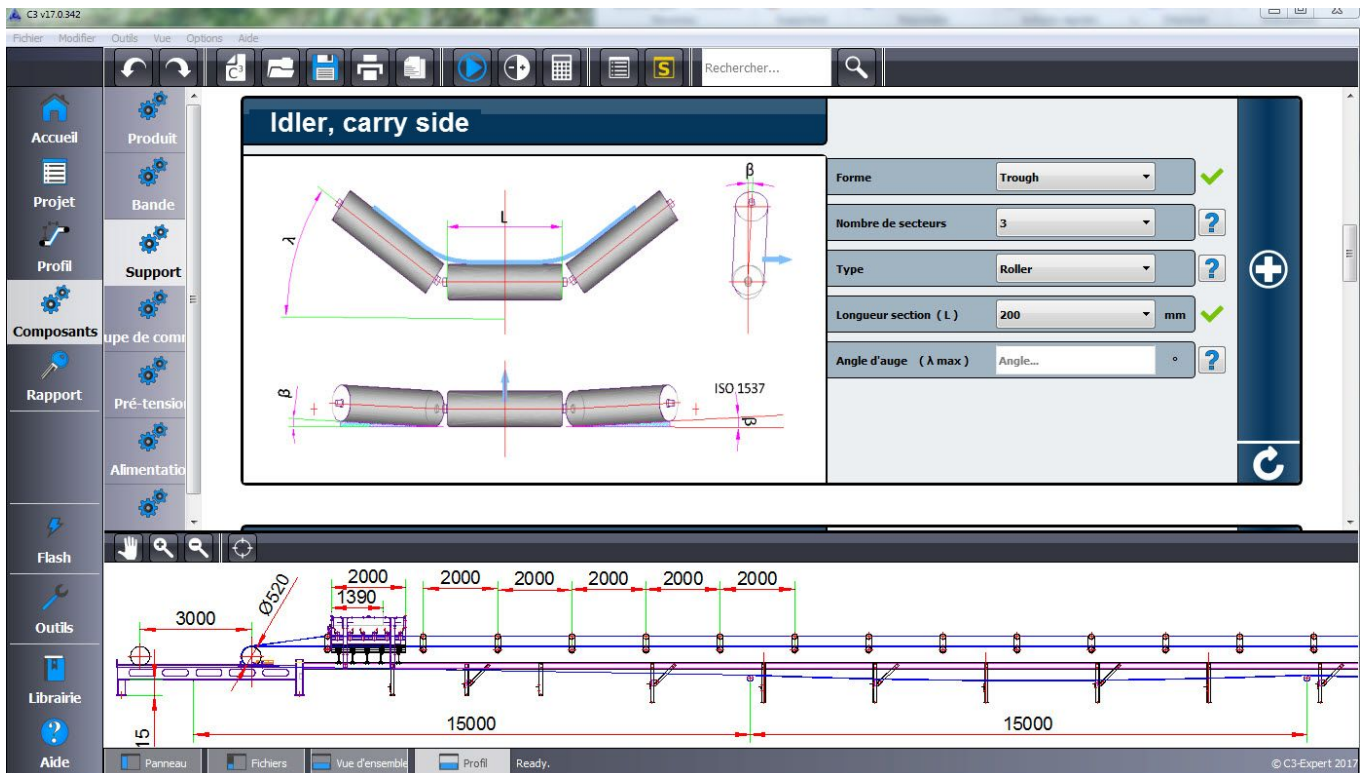 C3 v17.0.342
Fichier Modifier Outils Vue Options Aide
C³
S
Rechercher...
Accueil
Projet
Profil
Composants
Rapport
Flash
Outils
Librairie
Aide
Produit
Bande
Support
upe de com
Pré-tensio
Alimentatio
Idler, carry side
λ
L
β
β
ISO 1537
β
Forme Trough
Nombre de secteurs 3
Type Roller
Longueur section ( L ) 200 mm
Angle d'auge ( λ max ) Angle... °
3000
Ø520
2000 2000 2000 2000 2000 2000
1390
15
15000 15000
Panneau Fichiers Vue d'ensemble Profil Ready.
© C3-Expert 2017